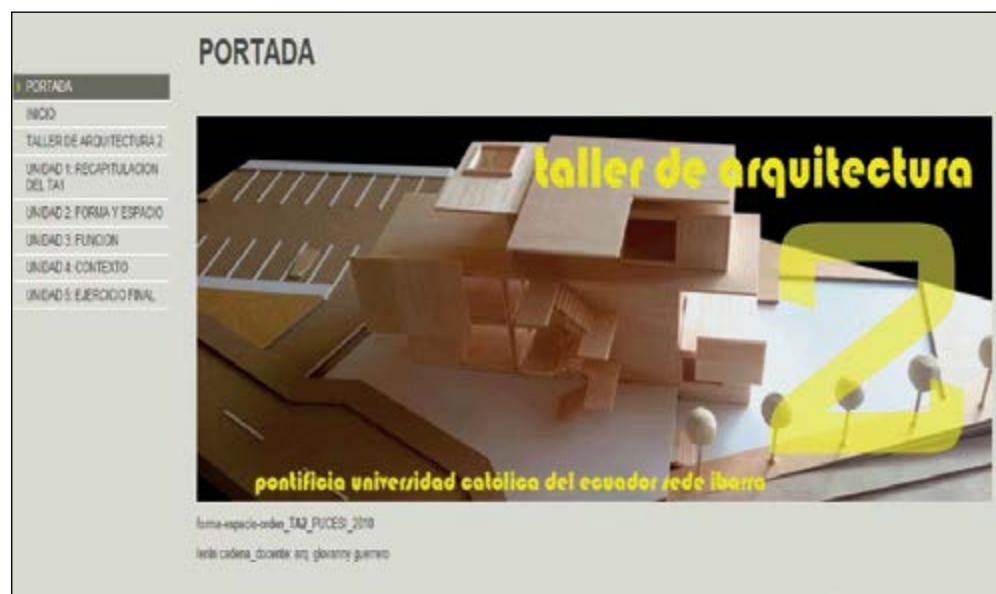 PORTADA
PORTADA
INICIO
TALLER DE ARQUITECTURA 2
UNIDAD 1: RECAPITULACION
DEL TA1
UNIDAD 2: FORMA Y ESPACIO
UNIDAD 3: FUNCION
UNIDAD 4: CONTEXTO
UNIDAD 5: EJERCICIO FINAL
taller de arquitectura
2
pontificia universidad católica del ecuador sede ibarra
forma-espacio-orden_TA2_PUCESI_2010
cadena_docente: arq. giovanny guerrero